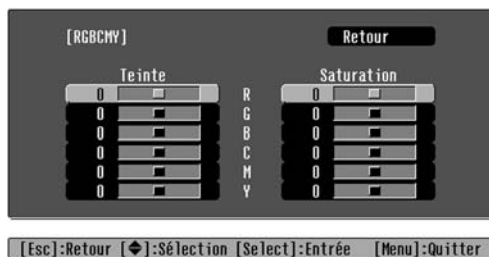 [RGBCMY] Retour
Teinte Saturation
0 R 0
0 G 0
0 B 0
0 C 0
0 M 0
0 Y 0
[Esc]:Retour [◆]:Sélection [Select]:Entrée [Menu]:Quitter